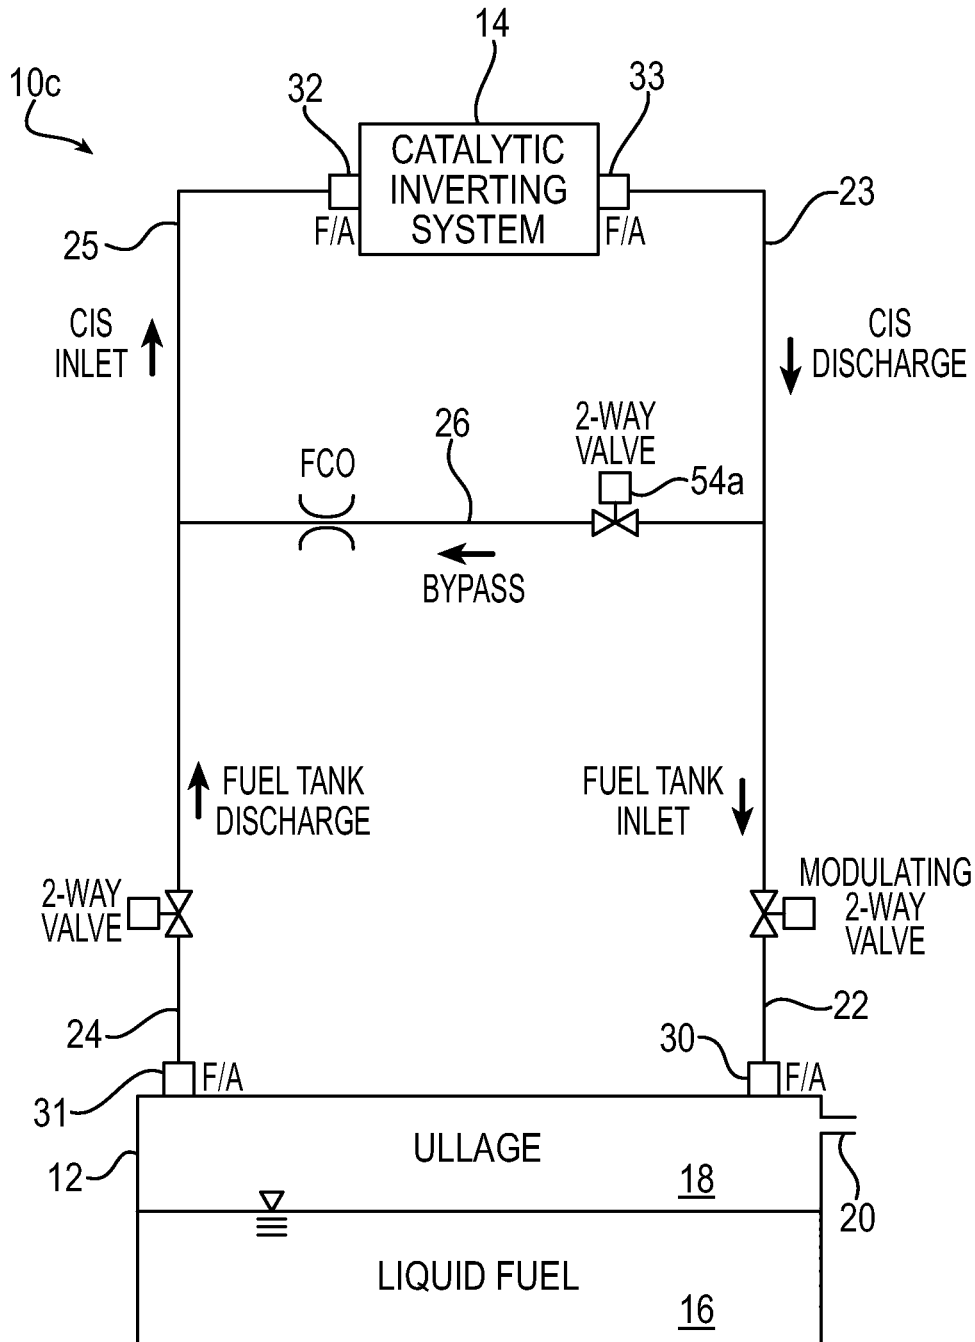 14
10c
32
33
CATALYTIC
INVERTING
SYSTEM
F/A
F/A
23
25
CIS
INLET
CIS
DISCHARGE
26
2-WAY
VALVE
FCO
54a
BYPASS
FUEL TANK
DISCHARGE
FUEL TANK
INLET
2-WAY
VALVE
MODULATING
2-WAY
VALVE
24
22
30
31
F/A
F/A
12
ULLAGE
18
20
LIQUID FUEL
16